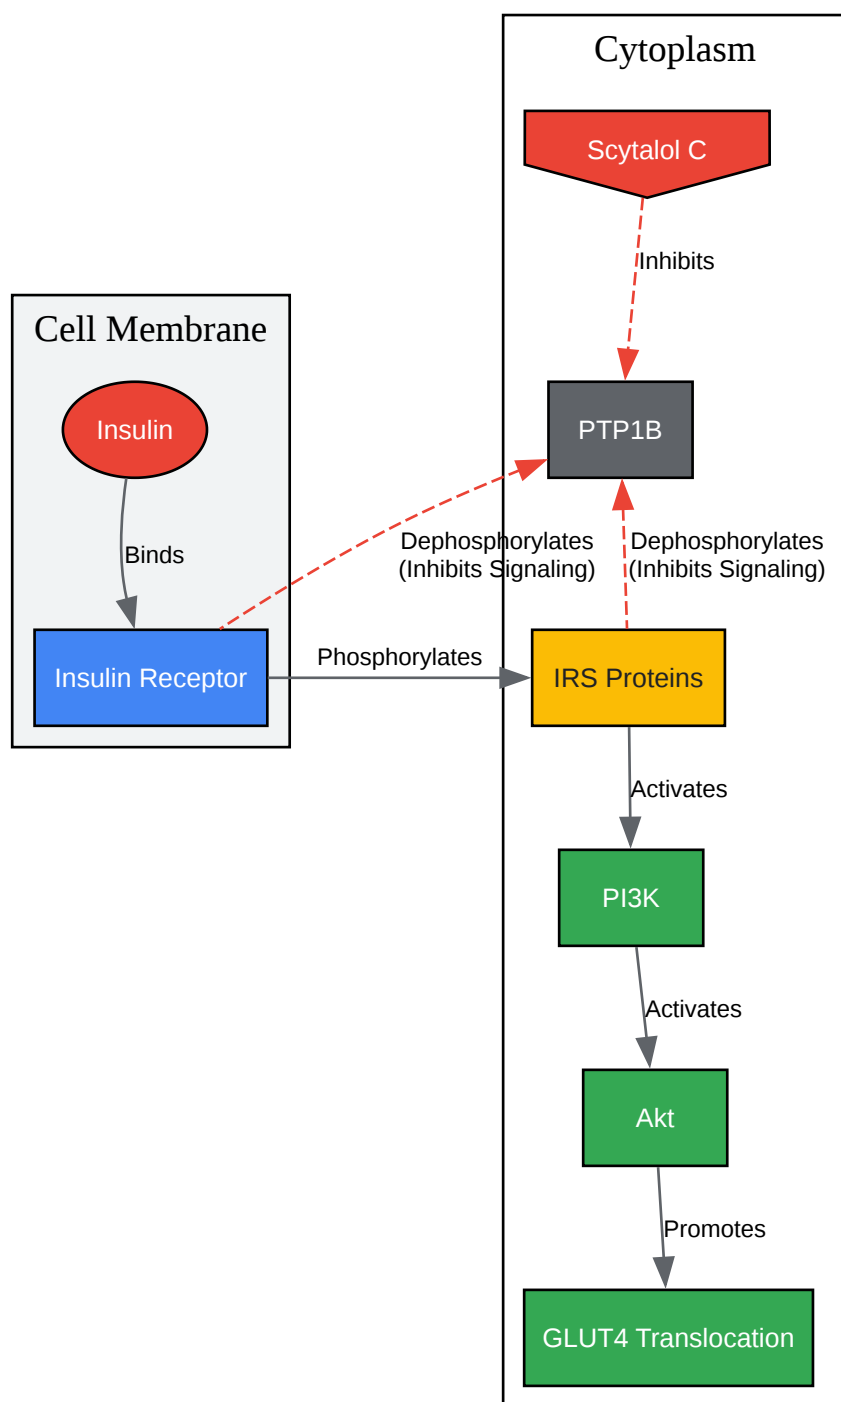 Cytoplasm
Scytalol C
Inhibits
Cell Membrane
Insulin
PTP1B
Binds
Dephosphorylates
(Inhibits Signaling)
Dephosphorylates
(Inhibits Signaling)
Insulin Receptor
Phosphorylates
IRS Proteins
Activates
PI3K
Activates
Akt
Promotes
GLUT4 Translocation